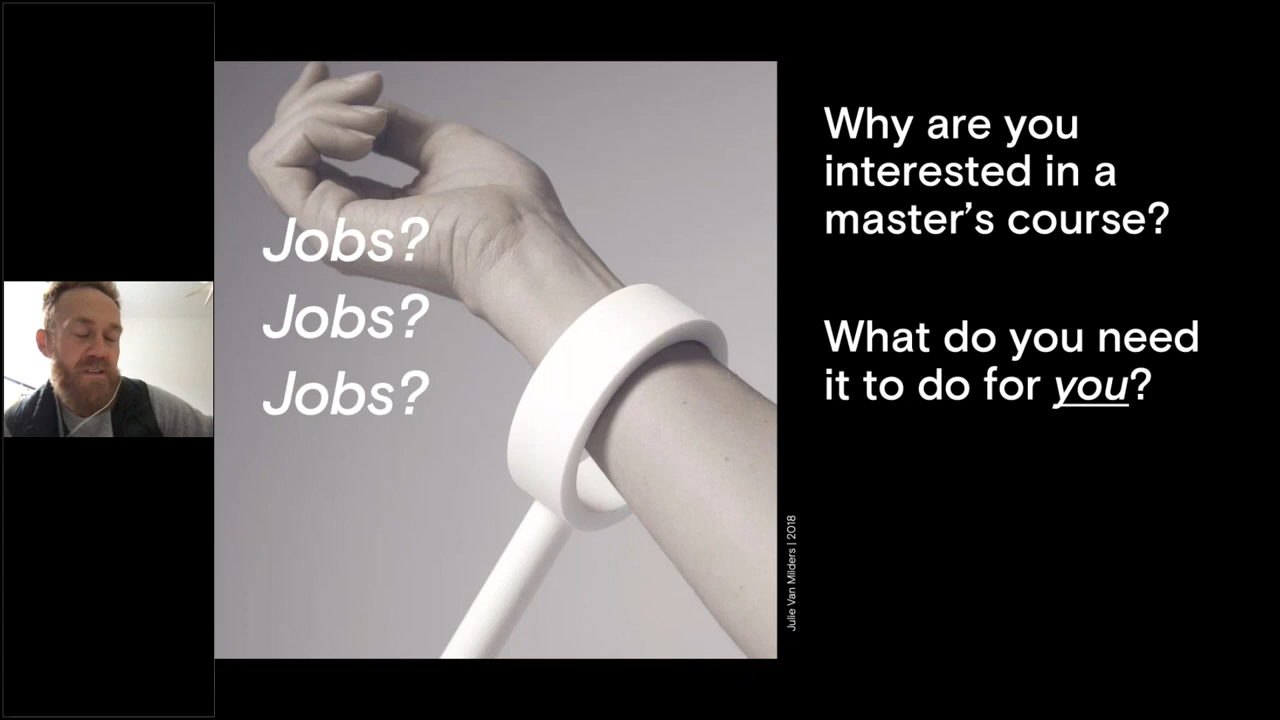 Jobs?
Jobs?
Jobs?
Why are you
interested in a
master’s course?
What do you need
it to do for you?
Julie Van Milders | 2018